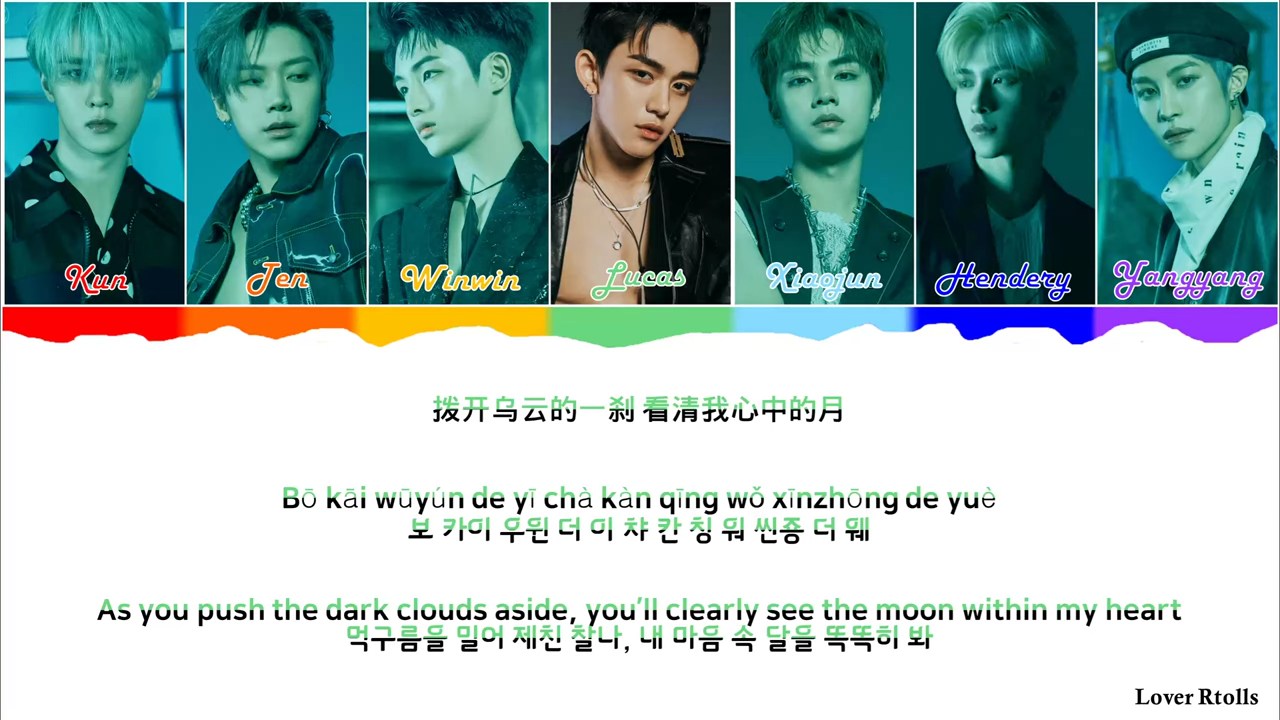 Kun
Ten
Winwin
Lucas
Xiaojun
Hendery
Yangyang
拨开乌云的一刹 看清我心中的月
Bō kāi wūyún de yī chà kàn qīng wǒ xīnzhōng de yuè
보 카이 우윈 더 이 챠 칸 칭 워 씬죵 더 웨
As you push the dark clouds aside, you'll clearly see the moon within my heart
먹구름을 밀어 제친 찰나, 내 마음 속 달을 똑똑히 봐
Lover Rtolls